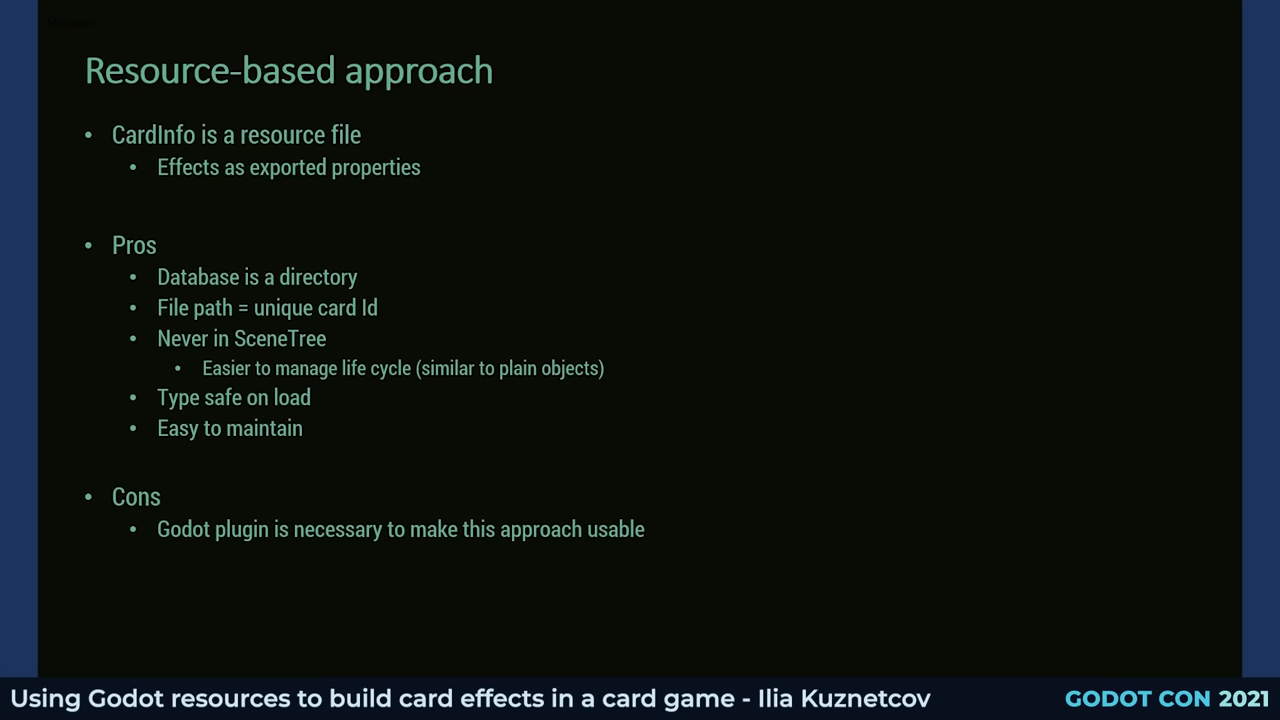 Resource-based approach
• CardInfo is a resource file
• Effects as exported properties
• Pros
• Database is a directory
• File path = unique card Id
• Never in SceneTree
• Easier to manage life cycle (similar to plain objects)
• Type safe on load
• Easy to maintain
• Cons
• Godot plugin is necessary to make this approach usable
Using Godot resources to build card effects in a card game - Ilia Kuznetcov
GODOT CON 2021